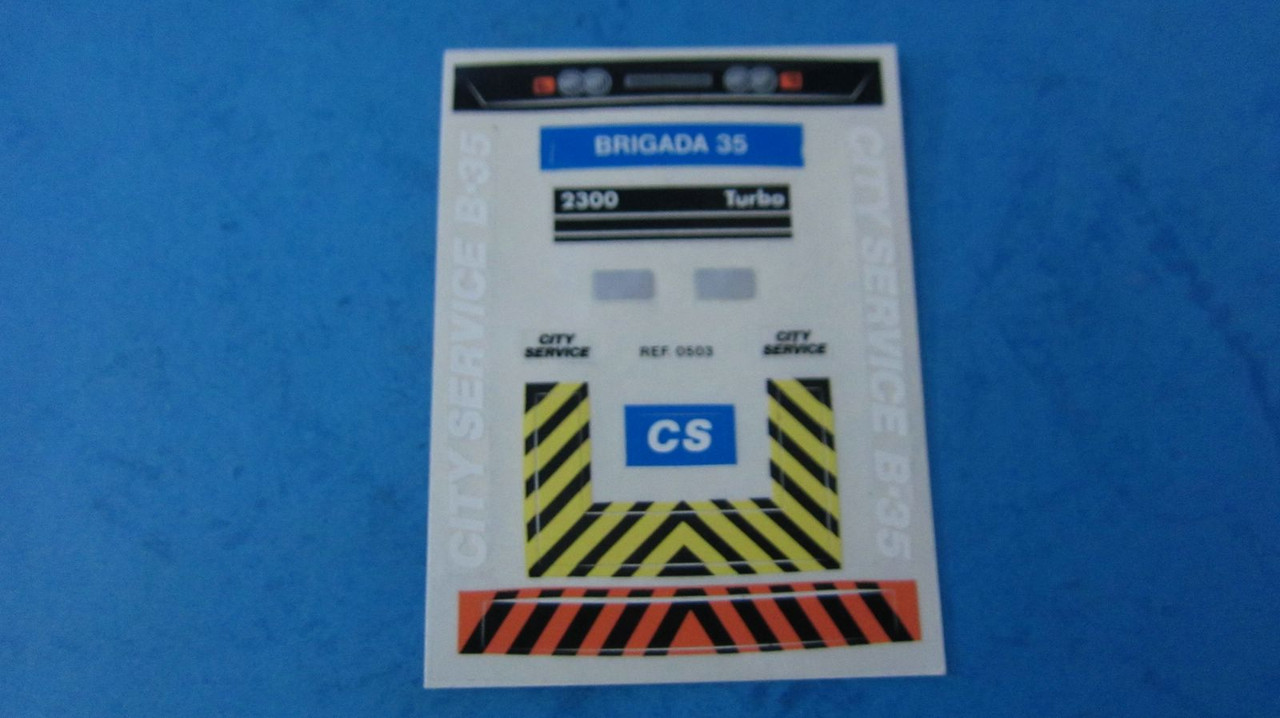 BRIGADA 35
2300 Turbo
CITY SERVICE B-35
CITY SERVICE B-35
CITY
SERVICE
REF. 0503
CITY
SERVICE
CS